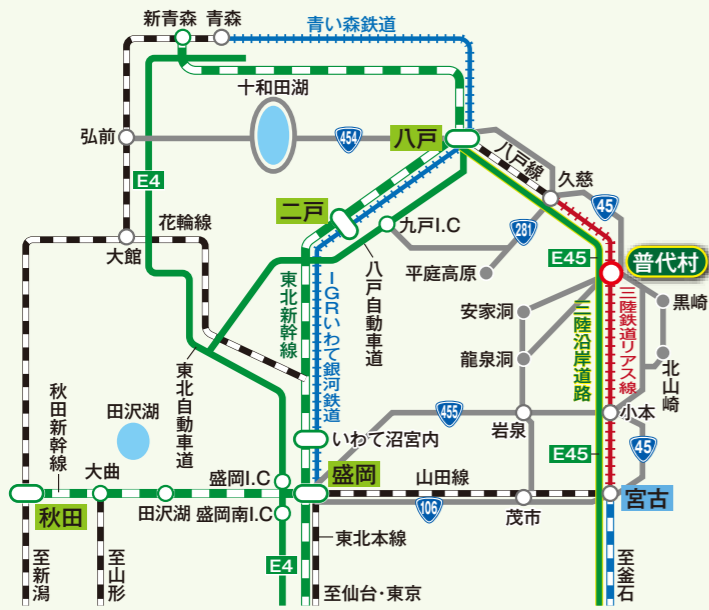 新青森
青森
青い森鉄道
十和田湖
弘前
454
八戸
八戸線
久慈
E4
二戸
九戸I.C
281
45
花輪線
大館
平庭高原
E45
普代村
八戸自動車道
東北新幹線
IGRいわて銀河鉄道
安家洞
三陸沿岸道路
三陸鉄道リアス線
黒崎
龍泉洞
北山崎
東北自動車道
秋田新幹線
田沢湖
455
岩泉
小本
いわて沼宮内
E45
45
大曲
盛岡I.C
盛岡
山田線
秋田
田沢湖
盛岡南I.C
106
茂市
宮古
東北本線
E4
至新潟
至山形
至仙台・東京
至釜石